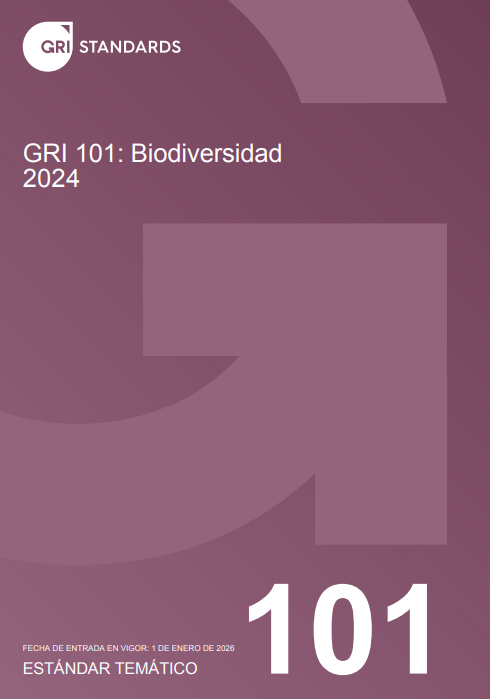 GRI STANDARDS
GRI 101: Biodiversidad
2024
FECHA DE ENTRADA EN VIGOR: 1 DE ENERO DE 2026
ESTÁNDAR TEMÁTICO
101